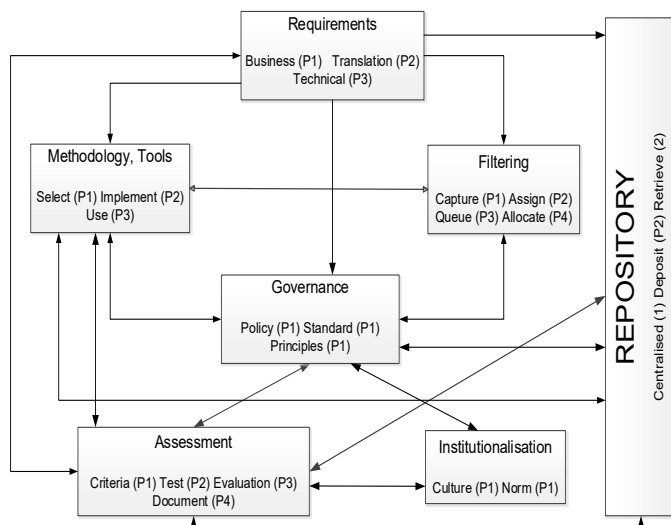 Requirements
Business (P1) Translation (P2)
Technical (P3)
Methodology, Tools
Select (P1) Implement (P2)
Use (P3)
Filtering
Capture (P1) Assign (P2)
Queue (P3) Allocate (P4)
Governance
Policy (P1) Standard (P1)
Principles (P1)
Assessment
Criteria (P1) Test (P2) Evaluation (P3)
Document (P4)
Institutionalisation
Culture (P1) Norm (P1)
REPOSITORY
Centralised (1) Deposit (P2) Retrieve (2)